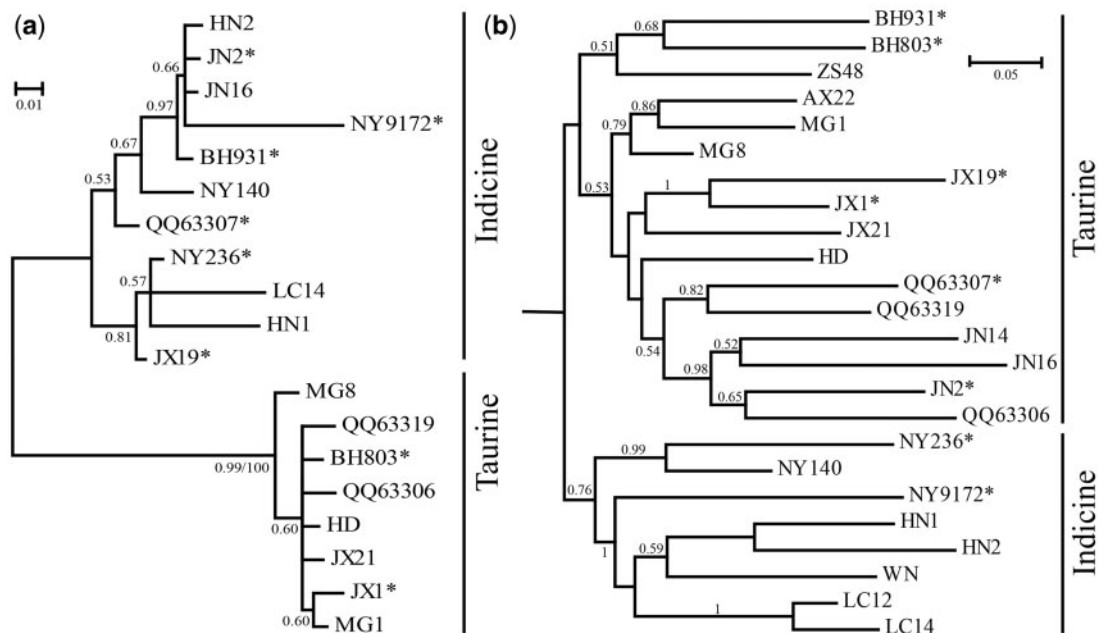 (a)
0.01
HN2
JN2*
0.66
JN16
0.97
NY9172*
0.67
BH931*
0.53
NY140
QQ63307*
NY236*
0.57
LC14
HN1
0.81
JX19*
Indicine
MG8
QQ63319
BH803*
0.99/100
QQ63306
HD
0.60
JX21
JX1*
0.60
MG1
Taurine
(b)
0.05
BH931*
0.68
BH803*
0.51
ZS48
AX22
0.86
MG1
0.79
MG8
0.53
JX19*
1
JX1*
JX21
HD
QQ63307*
0.82
QQ63319
0.54
JN14
0.52
JN16
0.98
JN2*
0.65
QQ63306
Taurine
NY236*
0.99
NY140
0.76
NY9172*
HN1
1
0.59
HN2
WN
LC12
1
LC14
Indicine